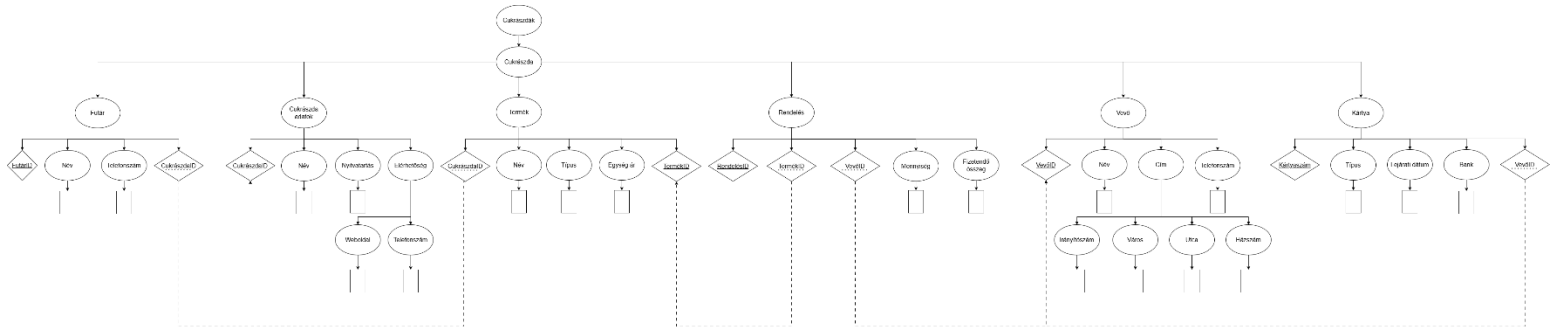 Cukrászdák
Cukrászda
Futár
Cukrászda
adatok
Termék
Rendelés
Vevő
Kártya
FutárID
Név
Telefonszám
CukrászdaID
CukrászdaID
Név
Nyitvatartás
Elérhetőség
CukrászdaID
Név
Típus
Egység ár
TermékID
RendelésID
TermékID
VevőID
Mennyiség
Fizetendő
összeg
VevőID
Név
Cím
Telefonszám
Kártyaszám
Típus
Lejárati dátum
Bank
VevőID
Weboldal
Telefonszám
Irányítószám
Város
Utca
Házszám